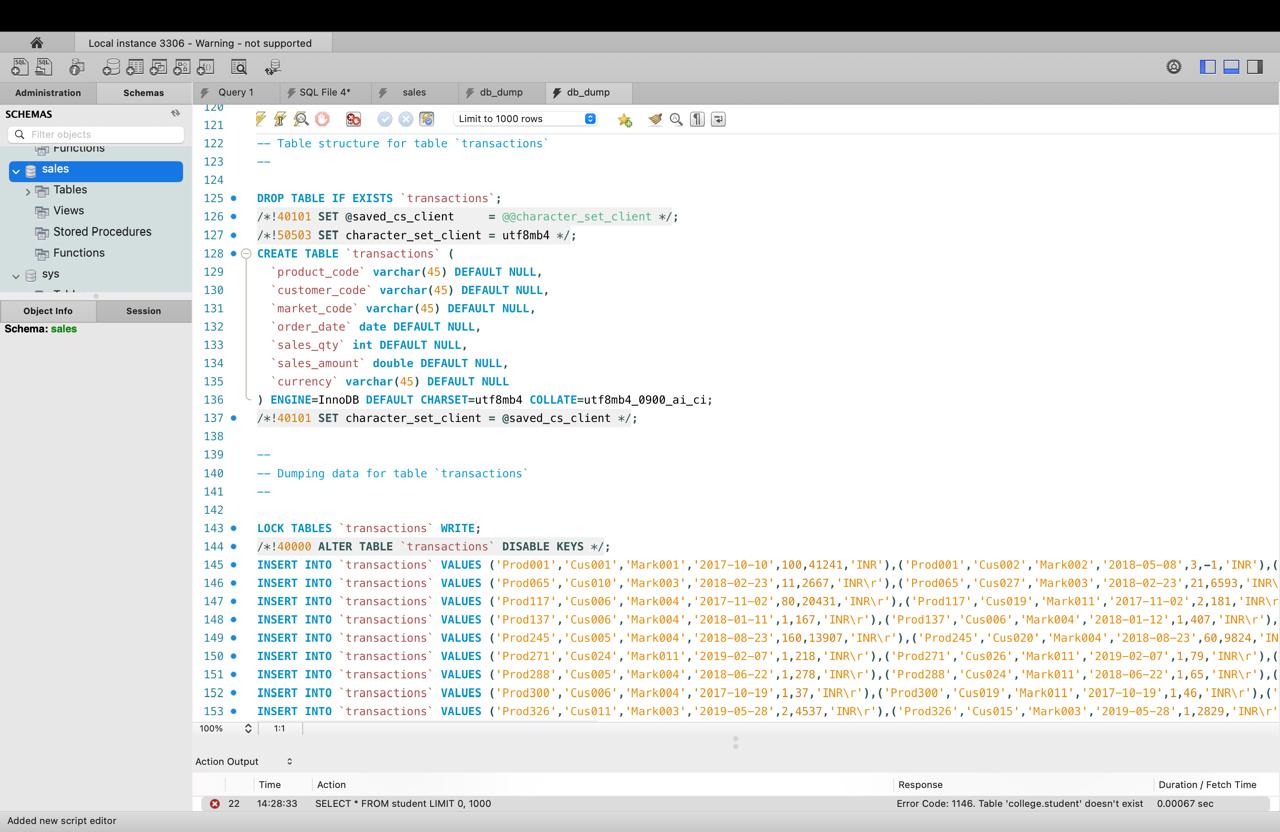 Local instance 3306 - Warning - not supported
Administration
Schemas
Query 1
SQL File 4*
sales
db_dump
db_dump
SCHEMAS
Filter objects
Functions
sales
Tables
Views
Stored Procedures
Functions
sys
Object Info
Session
Schema: sales
Limit to 1000 rows
120
121
122 -- Table structure for table `transactions`
123 --
124
125 DROP TABLE IF EXISTS `transactions`;
126 /*!40101 SET @saved_cs_client     = @@character_set_client */;
127 /*!50503 SET character_set_client = utf8mb4 */;
128 CREATE TABLE `transactions` (
129   `product_code` varchar(45) DEFAULT NULL,
130   `customer_code` varchar(45) DEFAULT NULL,
131   `market_code` varchar(45) DEFAULT NULL,
132   `order_date` date DEFAULT NULL,
133   `sales_qty` int DEFAULT NULL,
134   `sales_amount` double DEFAULT NULL,
135   `currency` varchar(45) DEFAULT NULL
136 ) ENGINE=InnoDB DEFAULT CHARSET=utf8mb4 COLLATE=utf8mb4_0900_ai_ci;
137 /*!40101 SET character_set_client = @saved_cs_client */;
138
139 --
140 -- Dumping data for table `transactions`
141 --
142
143 LOCK TABLES `transactions` WRITE;
144 /*!40000 ALTER TABLE `transactions` DISABLE KEYS */;
145 INSERT INTO `transactions` VALUES ('Prod001','Cus001','Mark001','2017-10-10',100,41241,'INR'),('Prod001','Cus002','Mark002','2018-05-08',3,-1,'INR'),(
146 INSERT INTO `transactions` VALUES ('Prod065','Cus010','Mark003','2018-02-23',11,2667,'INR\r'),('Prod065','Cus027','Mark003','2018-02-23',21,6593,'INR\
147 INSERT INTO `transactions` VALUES ('Prod117','Cus006','Mark004','2017-11-02',80,20431,'INR\r'),('Prod117','Cus019','Mark011','2017-11-02',2,181,'INR\r'
148 INSERT INTO `transactions` VALUES ('Prod137','Cus006','Mark004','2018-01-11',1,167,'INR\r'),('Prod137','Cus006','Mark004','2018-01-12',1,407,'INR\r'),(
149 INSERT INTO `transactions` VALUES ('Prod245','Cus005','Mark004','2018-08-23',160,13907,'INR\r'),('Prod245','Cus020','Mark004','2018-08-23',60,9824,'IN
150 INSERT INTO `transactions` VALUES ('Prod271','Cus024','Mark011','2019-02-07',1,218,'INR\r'),('Prod271','Cus026','Mark011','2019-02-07',1,79,'INR\r'),(
151 INSERT INTO `transactions` VALUES ('Prod288','Cus005','Mark004','2018-06-22',1,278,'INR\r'),('Prod288','Cus024','Mark011','2018-06-22',1,65,'INR\r'),(
152 INSERT INTO `transactions` VALUES ('Prod300','Cus006','Mark004','2017-10-19',1,37,'INR\r'),('Prod300','Cus019','Mark011','2017-10-19',1,46,'INR\r'),('
153 INSERT INTO `transactions` VALUES ('Prod326','Cus011','Mark003','2019-05-28',2,4537,'INR\r'),('Prod326','Cus015','Mark003','2019-05-28',1,2829,'INR\r'
100%
1:1
Action Output
Time Action Response Duration / Fetch Time
22 14:28:33 SELECT * FROM student LIMIT 0, 1000 Error Code: 1146. Table 'college.student' doesn't exist 0.00067 sec
Added new script editor